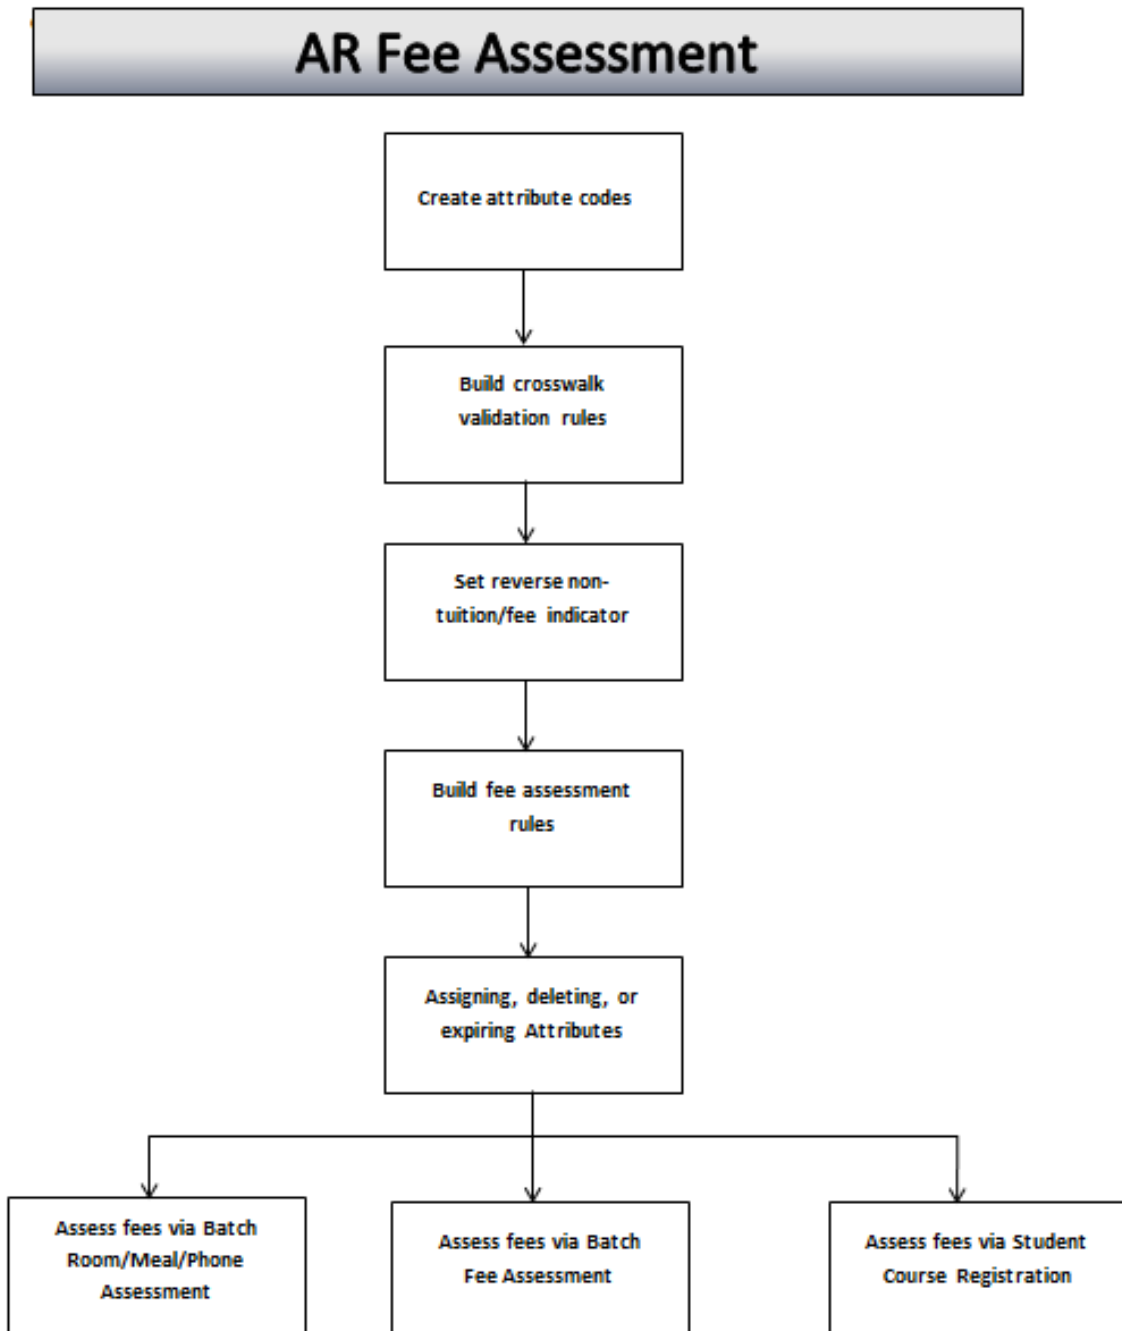 AR Fee Assessment
Create attribute codes
Build crosswalk
validation rules
Set reverse non-
tuition/fee indicator
Build fee assessment
rules
Assigning, deleting, or
expiring Attributes
Assess fees via Batch
Room/Meal/Phone
Assessment
Assess fees via Batch
Fee Assessment
Assess fees via Student
Course Registration